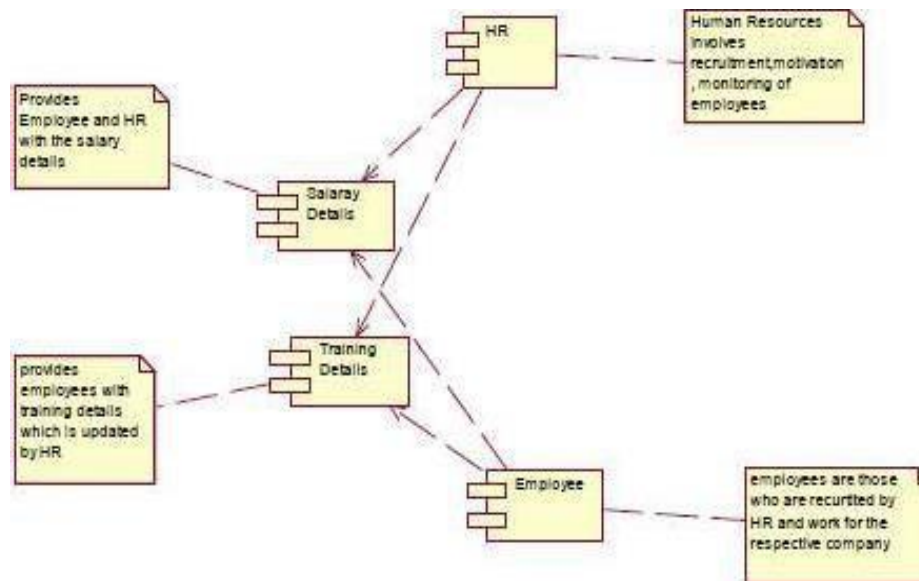 HR
Human Resources
involves
recruitment,motivation
, monitoring of
employees
Provides
Employee and HR
with the salary
details
Salaray
Details
Training
Details
provides
employees with
training details
which is updated
by HR
Employee
employees are those
who are recurtited by
HR and work for the
respective company